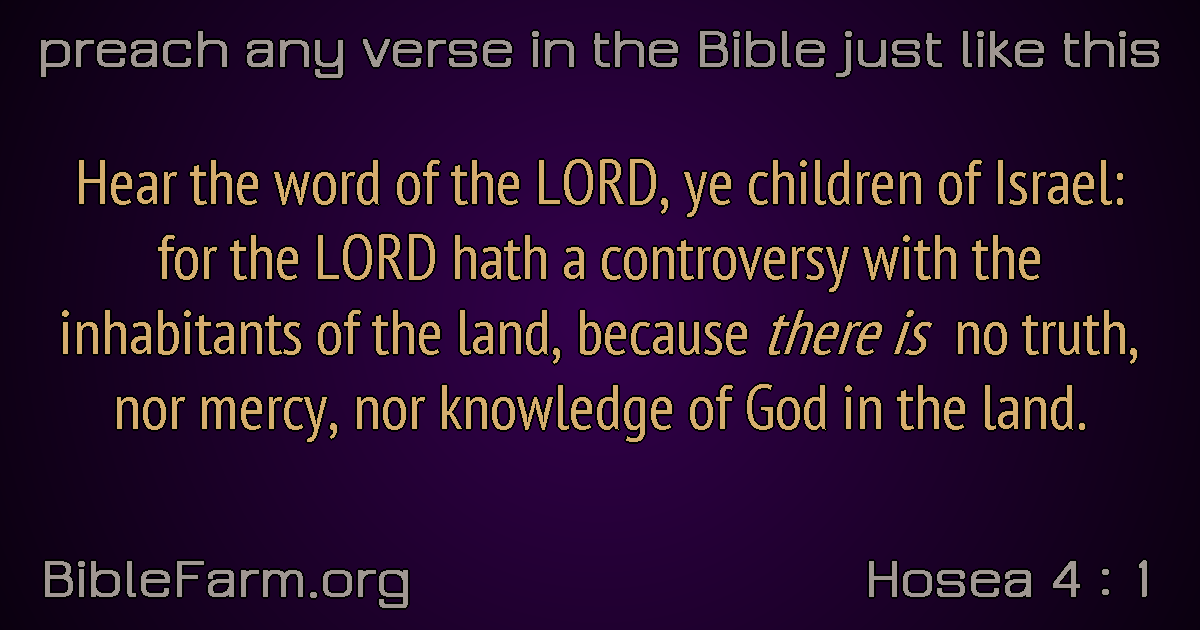 preach any verse in the Bible just like this
Hear the word of the LORD, ye children of Israel:
for the LORD hath a controversy with the
inhabitants of the land, because there is no truth,
nor mercy, nor knowledge of God in the land.
BibleFarm.org
Hosea 4 : 1